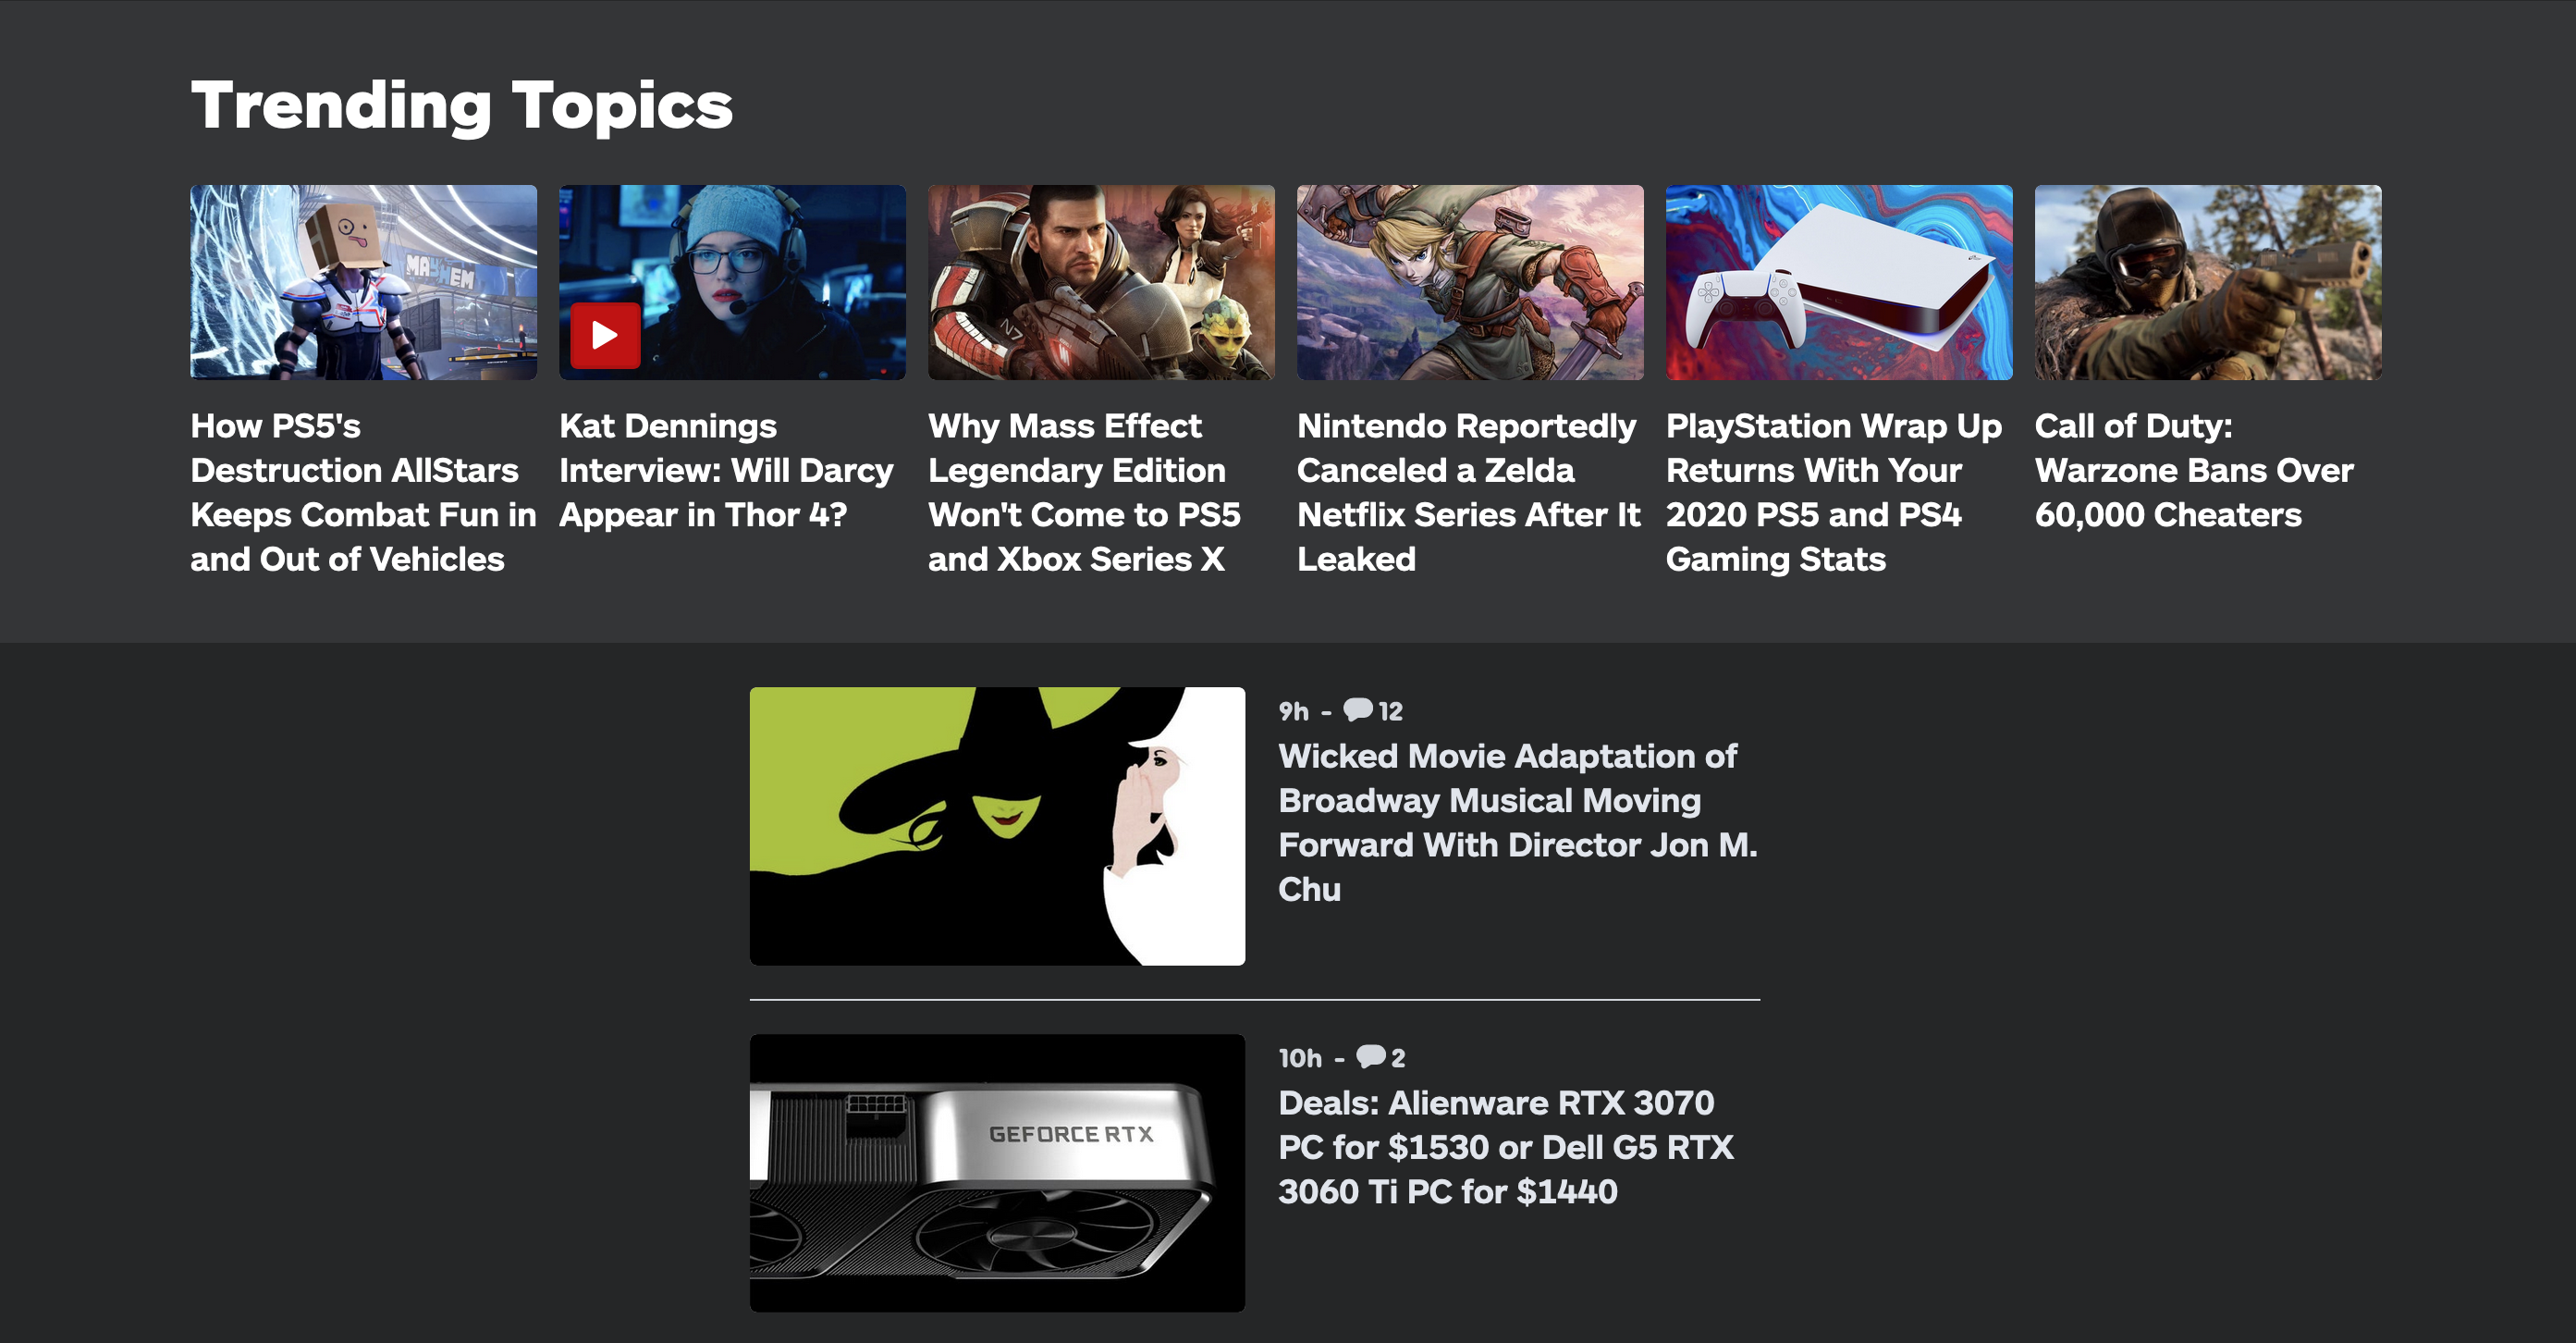 Trending Topics
MAYHEM
N7
How PS5's
Destruction AllStars
Keeps Combat Fun in
and Out of Vehicles
Kat Dennings
Interview: Will Darcy
Appear in Thor 4?
Why Mass Effect
Legendary Edition
Won't Come to PS5
and Xbox Series X
Nintendo Reportedly
Canceled a Zelda
Netflix Series After It
Leaked
PlayStation Wrap Up
Returns With Your
2020 PS5 and PS4
Gaming Stats
Call of Duty:
Warzone Bans Over
60,000 Cheaters
9h - 12
Wicked Movie Adaptation of
Broadway Musical Moving
Forward With Director Jon M.
Chu
GEFORCE RTX
10h - 2
Deals: Alienware RTX 3070
PC for $1530 or Dell G5 RTX
3060 Ti PC for $1440